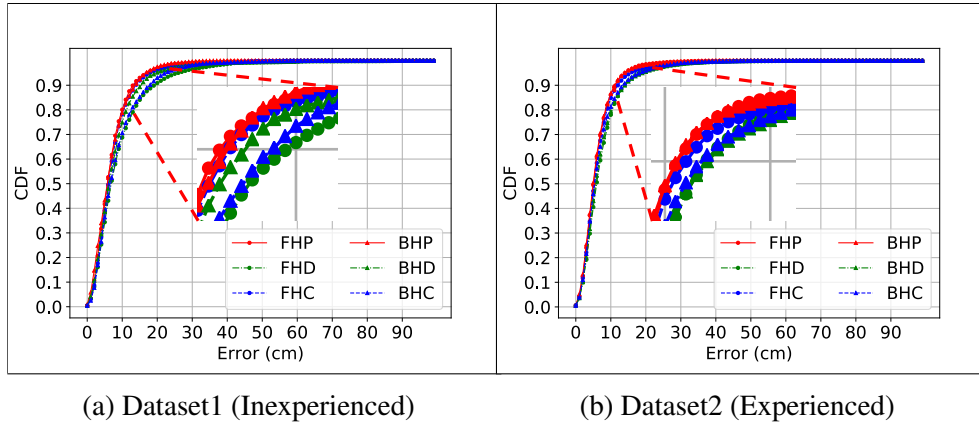 CDF
0.9
0.8
0.7
0.6
0.5
0.4
0.3
0.2
0.1
0.0
FHP BHP
FHD BHD
FHC BHC
0 10 20 30 40 50 60 70 80 90
Error (cm)
(a) Dataset1 (Inexperienced)
CDF
0.9
0.8
0.7
0.6
0.5
0.4
0.3
0.2
0.1
0.0
FHP BHP
FHD BHD
FHC BHC
0 10 20 30 40 50 60 70 80 90
Error (cm)
(b) Dataset2 (Experienced)